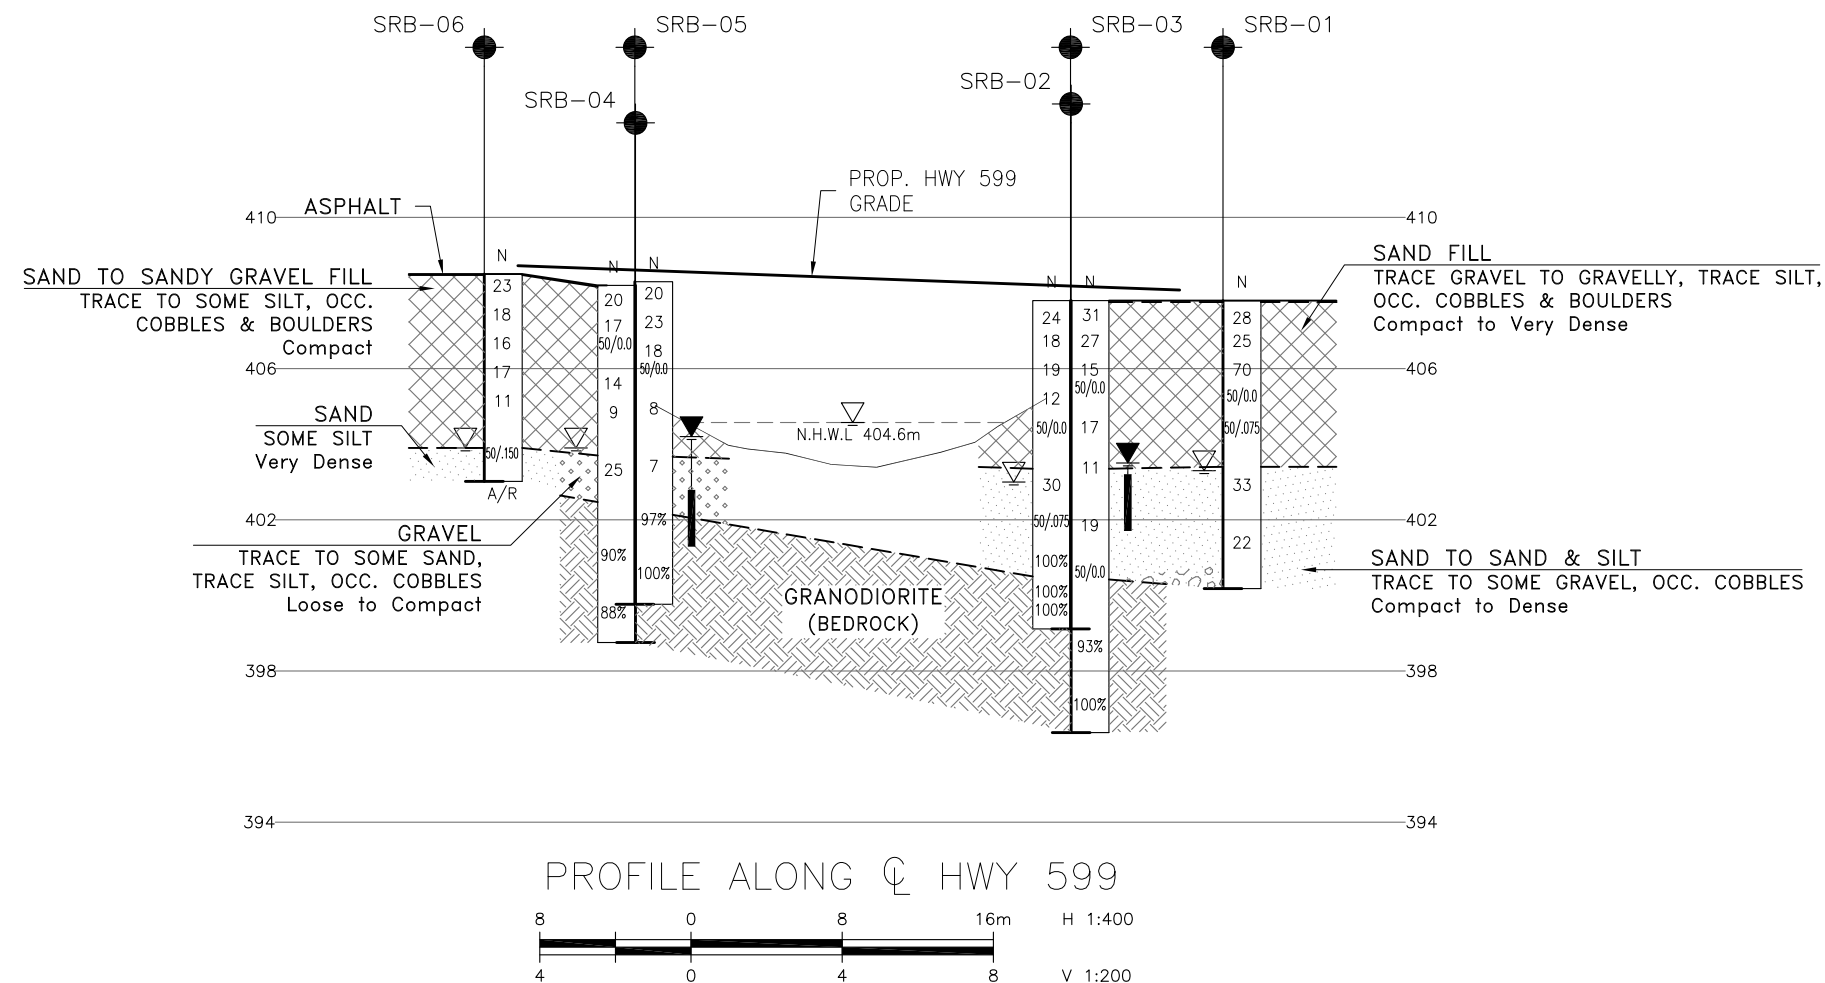 SRB-06
SRB-05
SRB-03
SRB-01
SRB-04
SRB-02
PROP. HWY 599
GRADE
ASPHALT
410
410
SAND TO SANDY GRAVEL FILL
TRACE TO SOME SILT, OCC.
COBBLES & BOULDERS
Compact
SAND FILL
TRACE GRAVEL TO GRAVELLY, TRACE SILT,
OCC. COBBLES & BOULDERS
Compact to Very Dense
N
23
18
16
17
11
50/.150
A/R
N
20
17
50/0.0
14
9
25
90%
88%
N
20
23
18
50/0.0
8
7
97%
100%
N
24
18
19
12
50/0.0
30
50/.075
100%
100%
100%
N
31
27
15
50/0.0
17
11
19
50/0.0
93%
100%
N
28
25
70
50/0.0
50/.075
33
22
406
406
SAND
SOME SILT
Very Dense
N.H.W.L 404.6m
402
402
GRAVEL
TRACE TO SOME SAND,
TRACE SILT, OCC. COBBLES
Loose to Compact
GRANODIORITE
(BEDROCK)
SAND TO SAND & SILT
TRACE TO SOME GRAVEL, OCC. COBBLES
Compact to Dense
398
398
394
394
PROFILE ALONG ℄ HWY 599
8 0 8 16m H 1:400
4 0 4 8 V 1:200